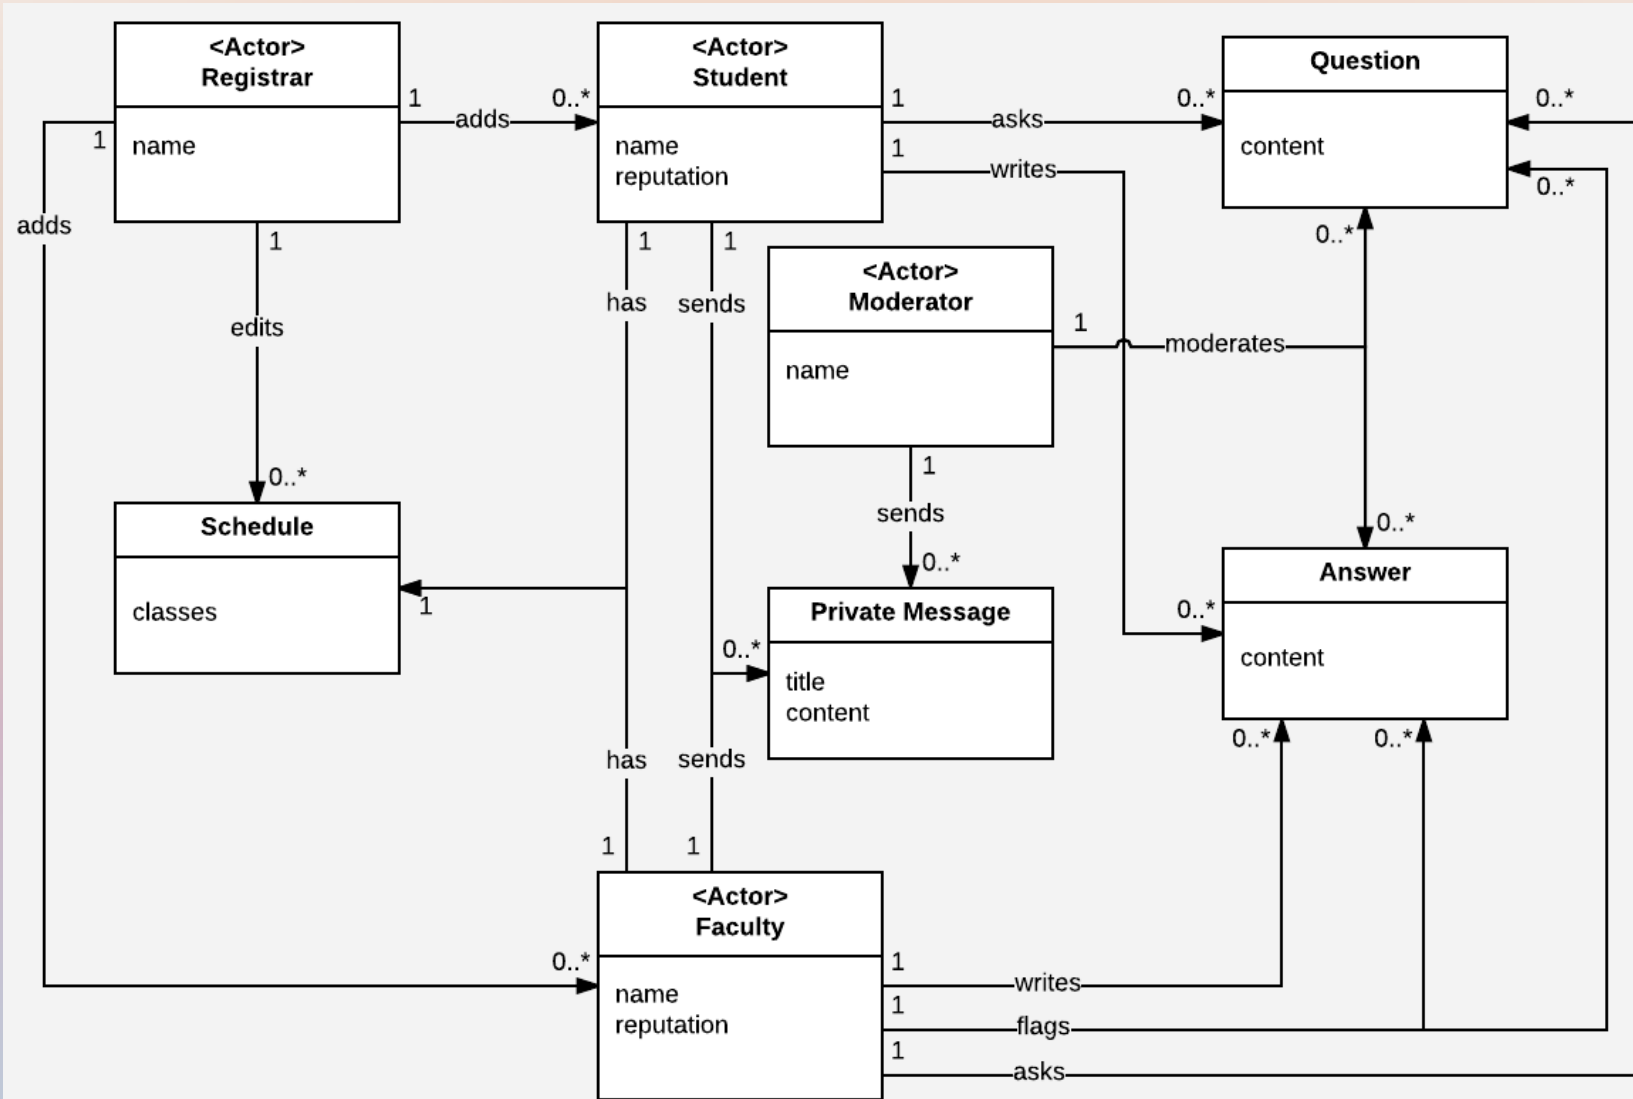 <Actor>
Registrar
name
1
adds
0..*
1
adds
1
edits
0..*
<Actor>
Student
name
reputation
1
asks
0..*
1
writes
Question
content
0..*
0..*
0..*
1
has
1
sends
<Actor>
Moderator
name
1
moderates
1
sends
0..*
0..*
Schedule
classes
1
Private Message
title
content
0..*
0..*
Answer
content
0..*
0..*
has
sends
1
1
<Actor>
Faculty
name
reputation
0..*
1
writes
1
flags
1
asks